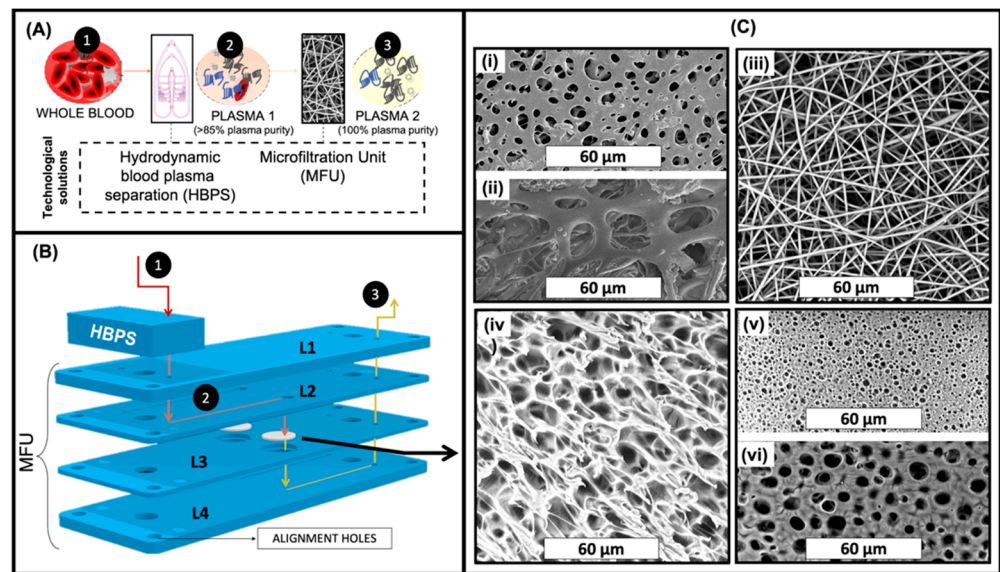 (A)
1
2
3
WHOLE BLOOD
PLASMA 1
(>85% plasma purity)
PLASMA 2
(100% plasma purity)
Technological
solutions
Hydrodynamic
blood plasma
separation (HBPS)
Microfiltration Unit
(MFU)
(B)
1
HBPS
3
L1
2
L2
L3
L4
MFU
ALIGNMENT HOLES
(C)
(i)
60 µm
(ii)
60 µm
(iii)
60 µm
(iv
)
60 µm
(v)
60 µm
(vi)
60 µm